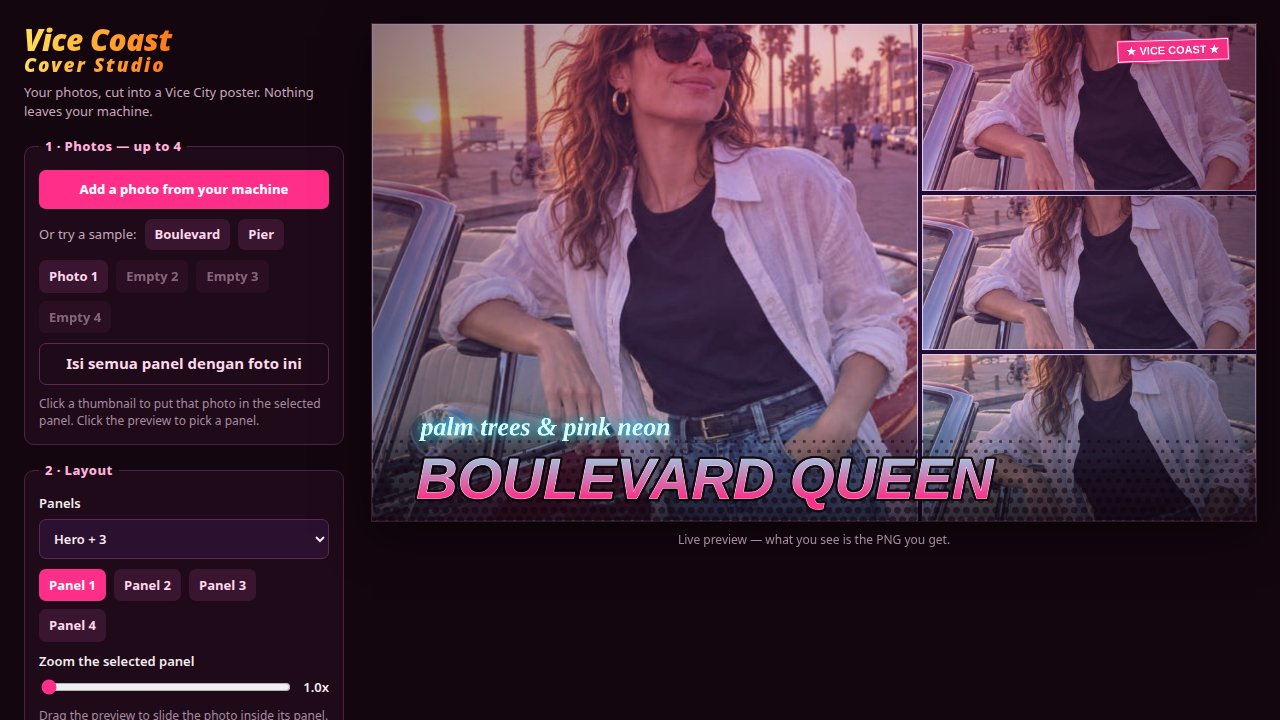 Vice Coast
Cover Studio
Your photos, cut into a Vice City poster. Nothing
leaves your machine.
1 · Photos — up to 4
Add a photo from your machine
Or try a sample:
Boulevard
Pier
Photo 1
Empty 2
Empty 3
Empty 4
Isi semua panel dengan foto ini
Click a thumbnail to put that photo in the selected
panel. Click the preview to pick a panel.
2 · Layout
Panels
Hero + 3
Panel 1
Panel 2
Panel 3
Panel 4
Zoom the selected panel
1.0x
Drag the preview to slide the photo inside its panel.
★ VICE COAST ★
palm trees & pink neon
BOULEVARD QUEEN
Live preview — what you see is the PNG you get.